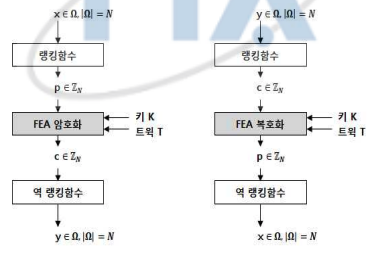 x ∈ Ω, |Ω| = N
y ∈ Ω, |Ω| = N
랭킹함수
랭킹함수
p ∈ ℤ_N
c ∈ ℤ_N
FEA 암호화
키 K
트윅 T
FEA 복호화
키 K
트윅 T
c ∈ ℤ_N
p ∈ ℤ_N
역 랭킹함수
역 랭킹함수
y ∈ Ω, |Ω| = N
x ∈ Ω, |Ω| = N